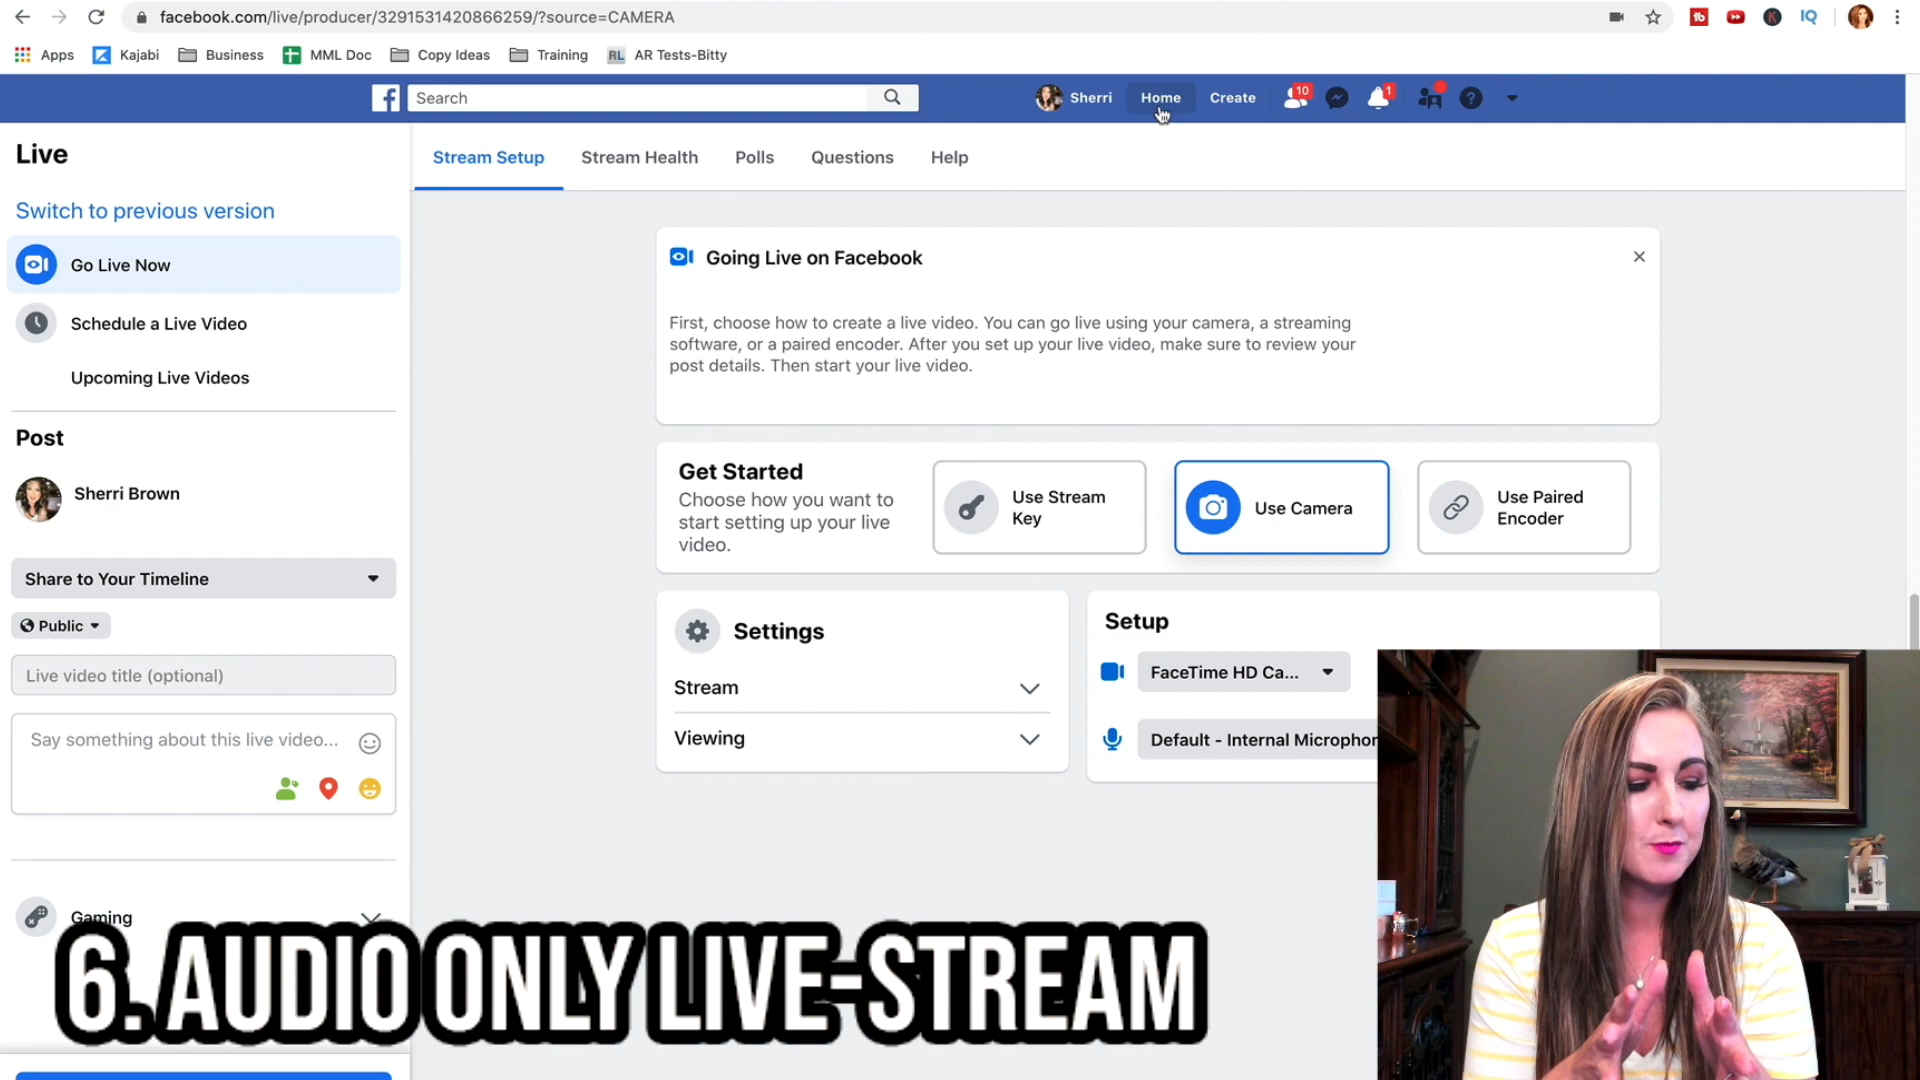 facebook.com/live/producer/3291531420866259/?source=CAMERA
Apps Kajabi Business MML Doc Copy Ideas Training RL AR Tests-Bitty
Search Sherri Home Create 10 1
Live
Switch to previous version
Go Live Now
Schedule a Live Video
Upcoming Live Videos
Post
Sherri Brown
Share to Your Timeline
Public
Live video title (optional)
Say something about this live video...
Gaming
Stream Setup Stream Health Polls Questions Help
Going Live on Facebook
First, choose how to create a live video. You can go live using your camera, a streaming
software, or a paired encoder. After you set up your live video, make sure to review your
post details. Then start your live video.
Get Started
Choose how you want to
start setting up your live
video.
Use Stream
Key
Use Camera
Use Paired
Encoder
Settings
Stream
Viewing
Setup
FaceTime HD Ca...
Default - Internal Microphon
6. AUDIO ONLY LIVE-STREAM